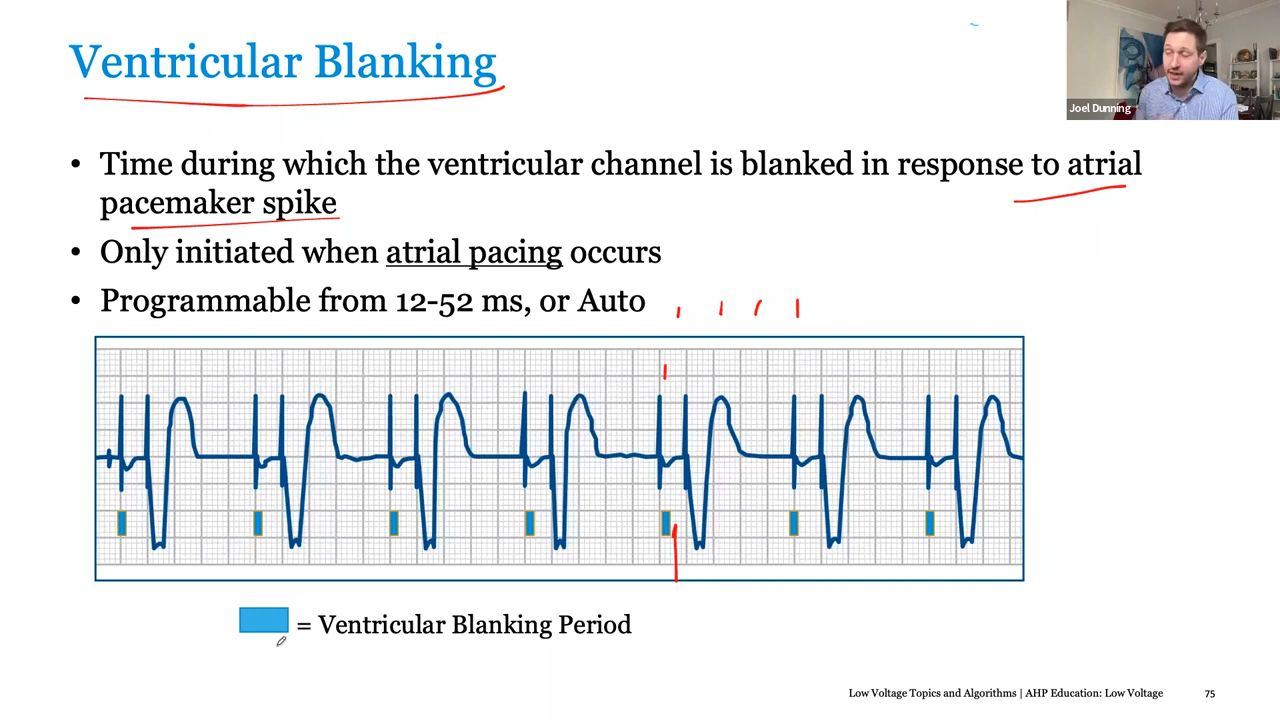 Ventricular Blanking
Joel Dunning
• Time during which the ventricular channel is blanked in response to atrial
pacemaker spike
• Only initiated when atrial pacing occurs
• Programmable from 12-52 ms, or Auto
= Ventricular Blanking Period
Low Voltage Topics and Algorithms | AHP Education: Low Voltage 75